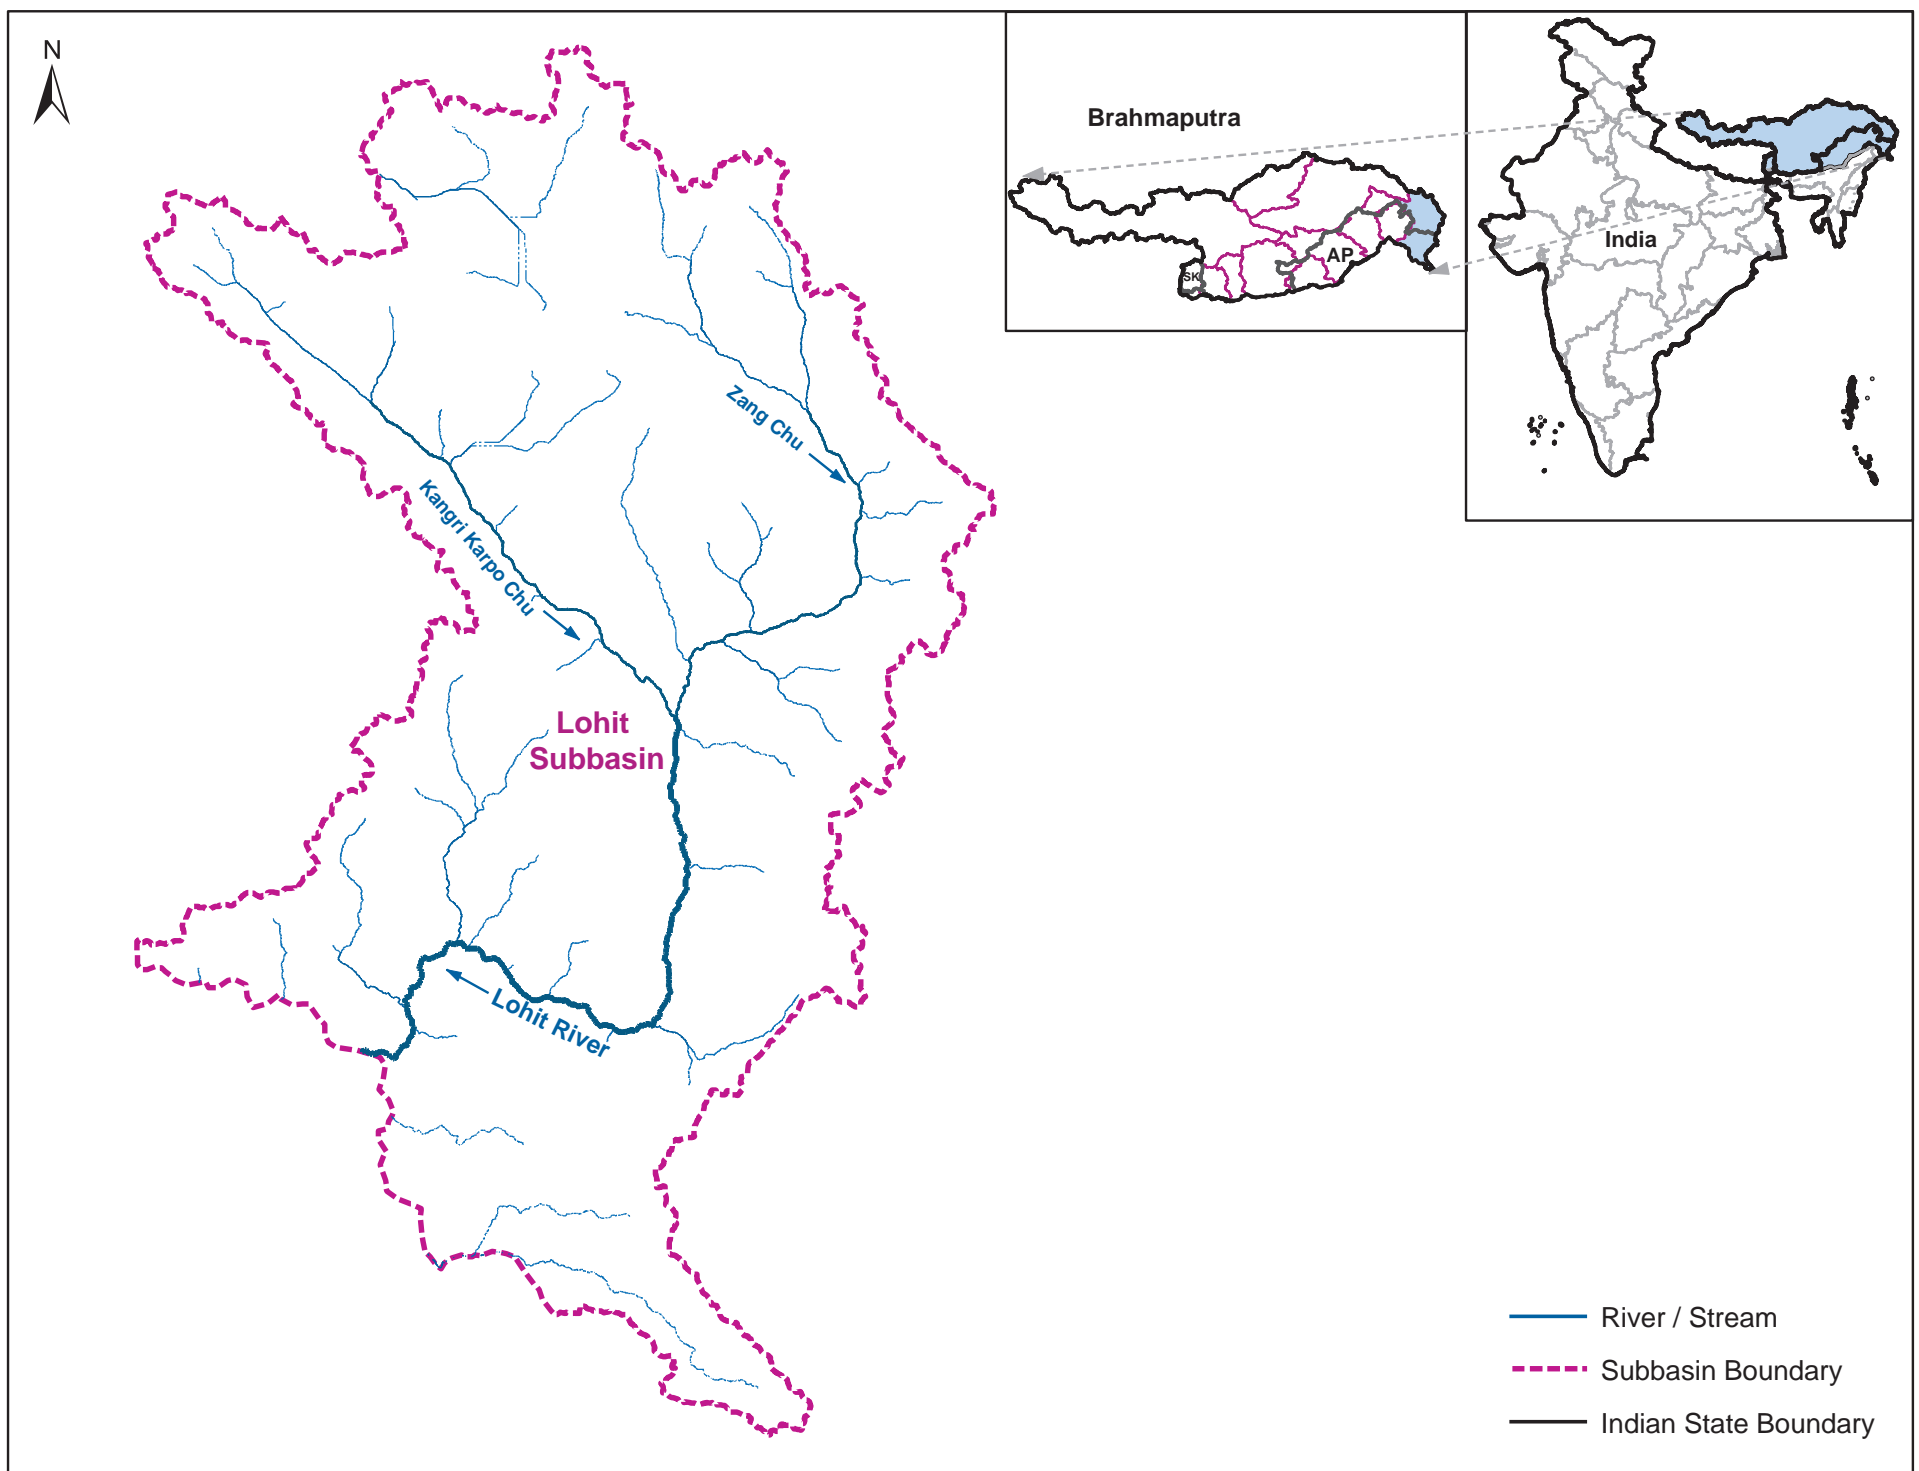 N
Brahmaputra
SK
AP
India
Zang Chu
Kangri Karpo Chu
Lohit
Subbasin
Lohit River
River / Stream
Subbasin Boundary
Indian State Boundary